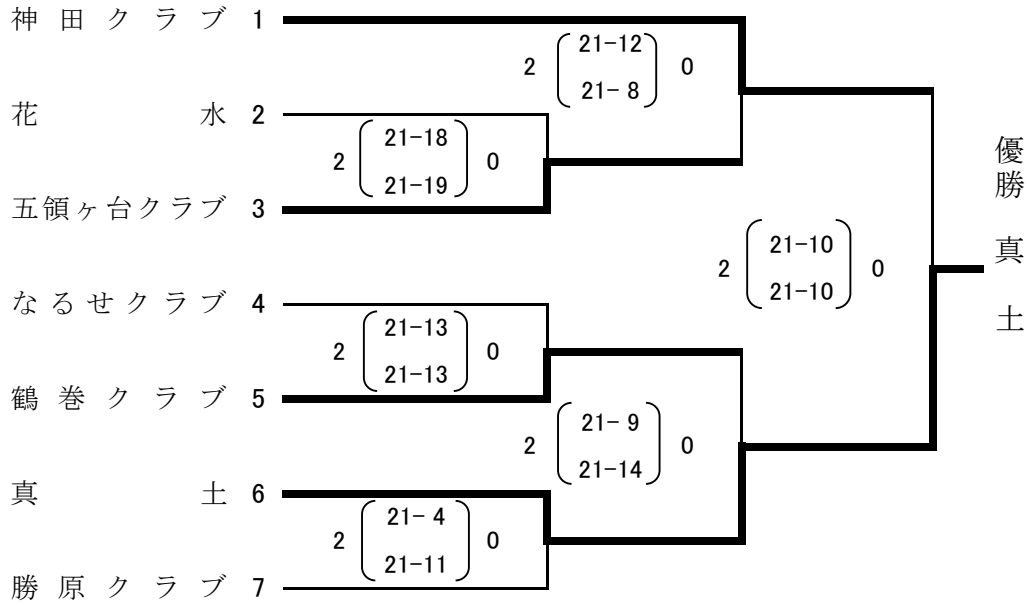 神田クラブ 1
2 21-12 0
21- 8
花水 2
2 21-18 0
21-19
五領ヶ台クラブ 3
優勝 真土
2 21-10 0
21-10
なるせクラブ 4
2 21-13 0
21-13
鶴巻クラブ 5
2 21- 9 0
21-14
真土 6
2 21- 4 0
21-11
勝原クラブ 7